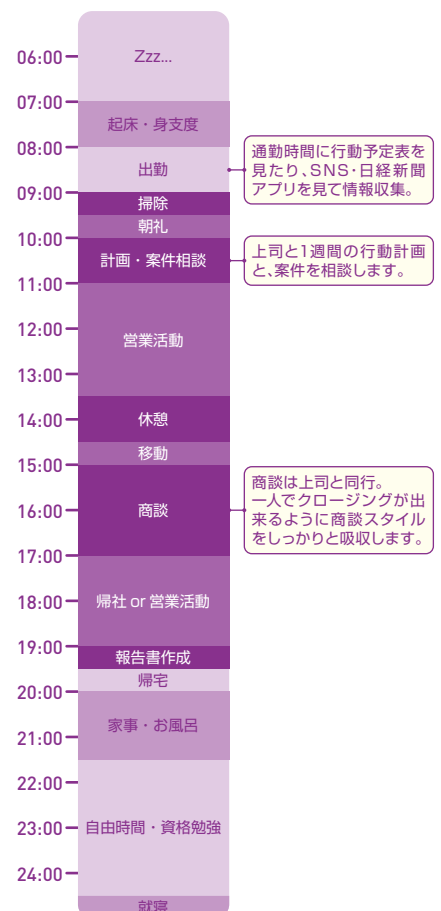 06:00
Zzz...
07:00
起床・身支度
08:00
出勤
通勤時間に行動予定表を
見たり、SNS・日経新聞
アプリを見て情報収集。
09:00
掃除
朝礼
10:00
計画・案件相談
上司と1週間の行動計画
と、案件を相談します。
11:00
12:00
営業活動
13:00
14:00
休憩
移動
15:00
商談は上司と同行。
一人でクロージングが出
来るように商談スタイル
をしっかりと吸収します。
16:00
商談
17:00
18:00
帰社 or 営業活動
19:00
報告書作成
帰宅
20:00
家事・お風呂
21:00
22:00
23:00
自由時間・資格勉強
24:00
就寝